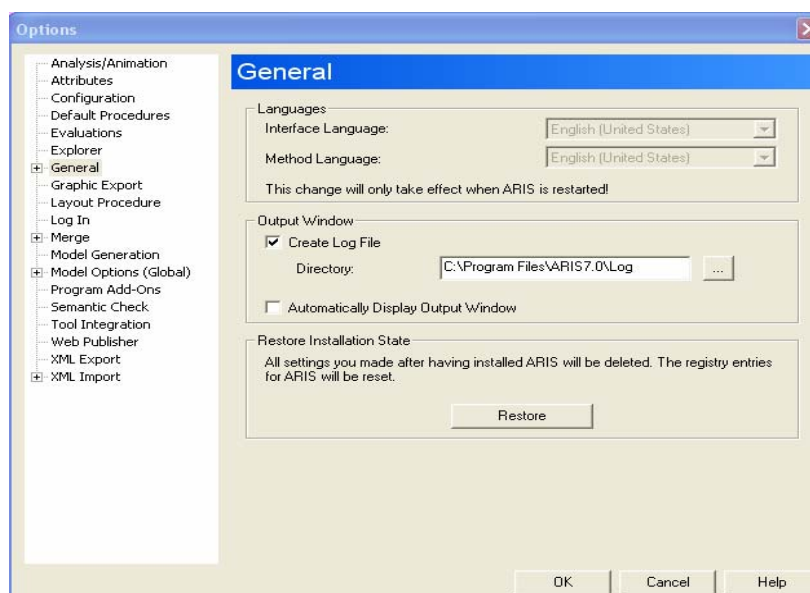 Options
Analysis/Animation
Attributes
Configuration
Default Procedures
Evaluations
Explorer
General
Graphic Export
Layout Procedure
Log In
Merge
Model Generation
Model Options (Global)
Program Add-Ons
Semantic Check
Tool Integration
Web Publisher
XML Export
XML Import
General
Languages
Interface Language: English (United States)
Method Language: English (United States)
This change will only take effect when ARIS is restarted!
Output Window
Create Log File
Directory: C:\Program Files\ARIS7.0\Log ...
Automatically Display Output Window
Restore Installation State
All settings you made after having installed ARIS will be deleted. The registry entries
for ARIS will be reset.
Restore
OK Cancel Help